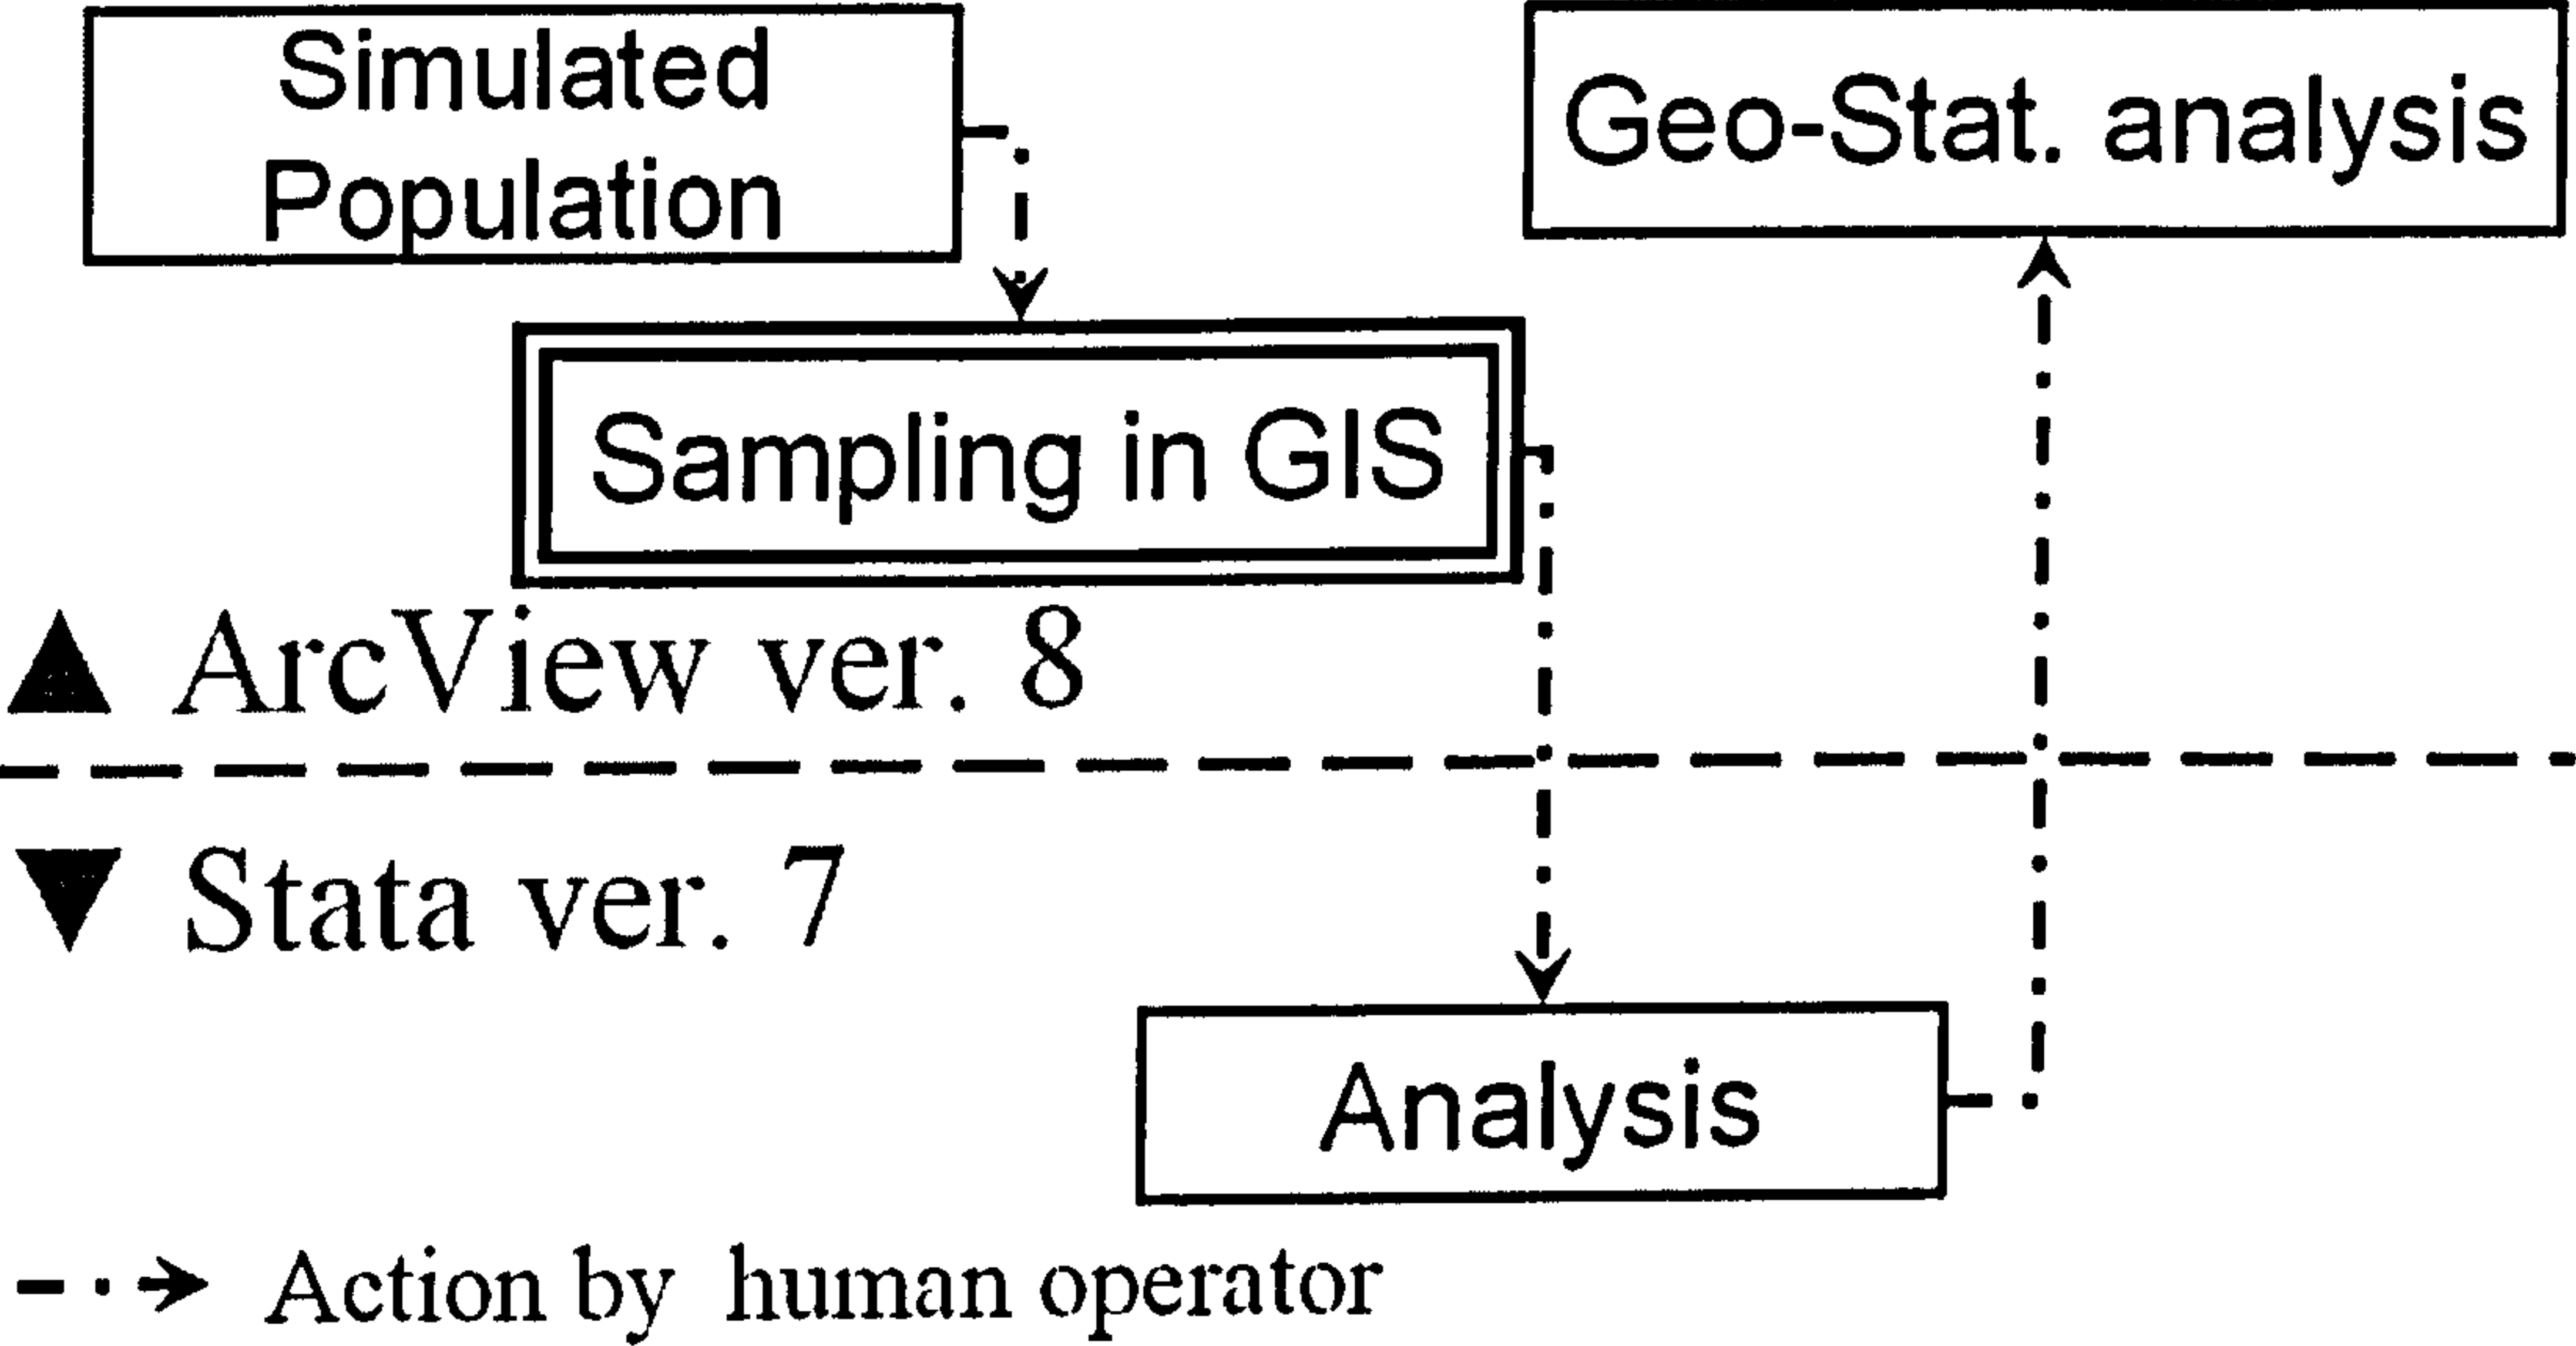 Simulated
Population
Geo-Stat. analysis
Sampling in GIS
▲ ArcView ver. 8
▼ Stata ver. 7
Analysis
Action by human operator